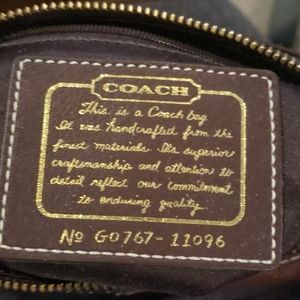 COACH
This is a Coach bag.
It was handcrafted from the
finest materials. Its superior
craftsmanship and attention to
detail reflect our commitment
to enduring quality.
No G0767-11096